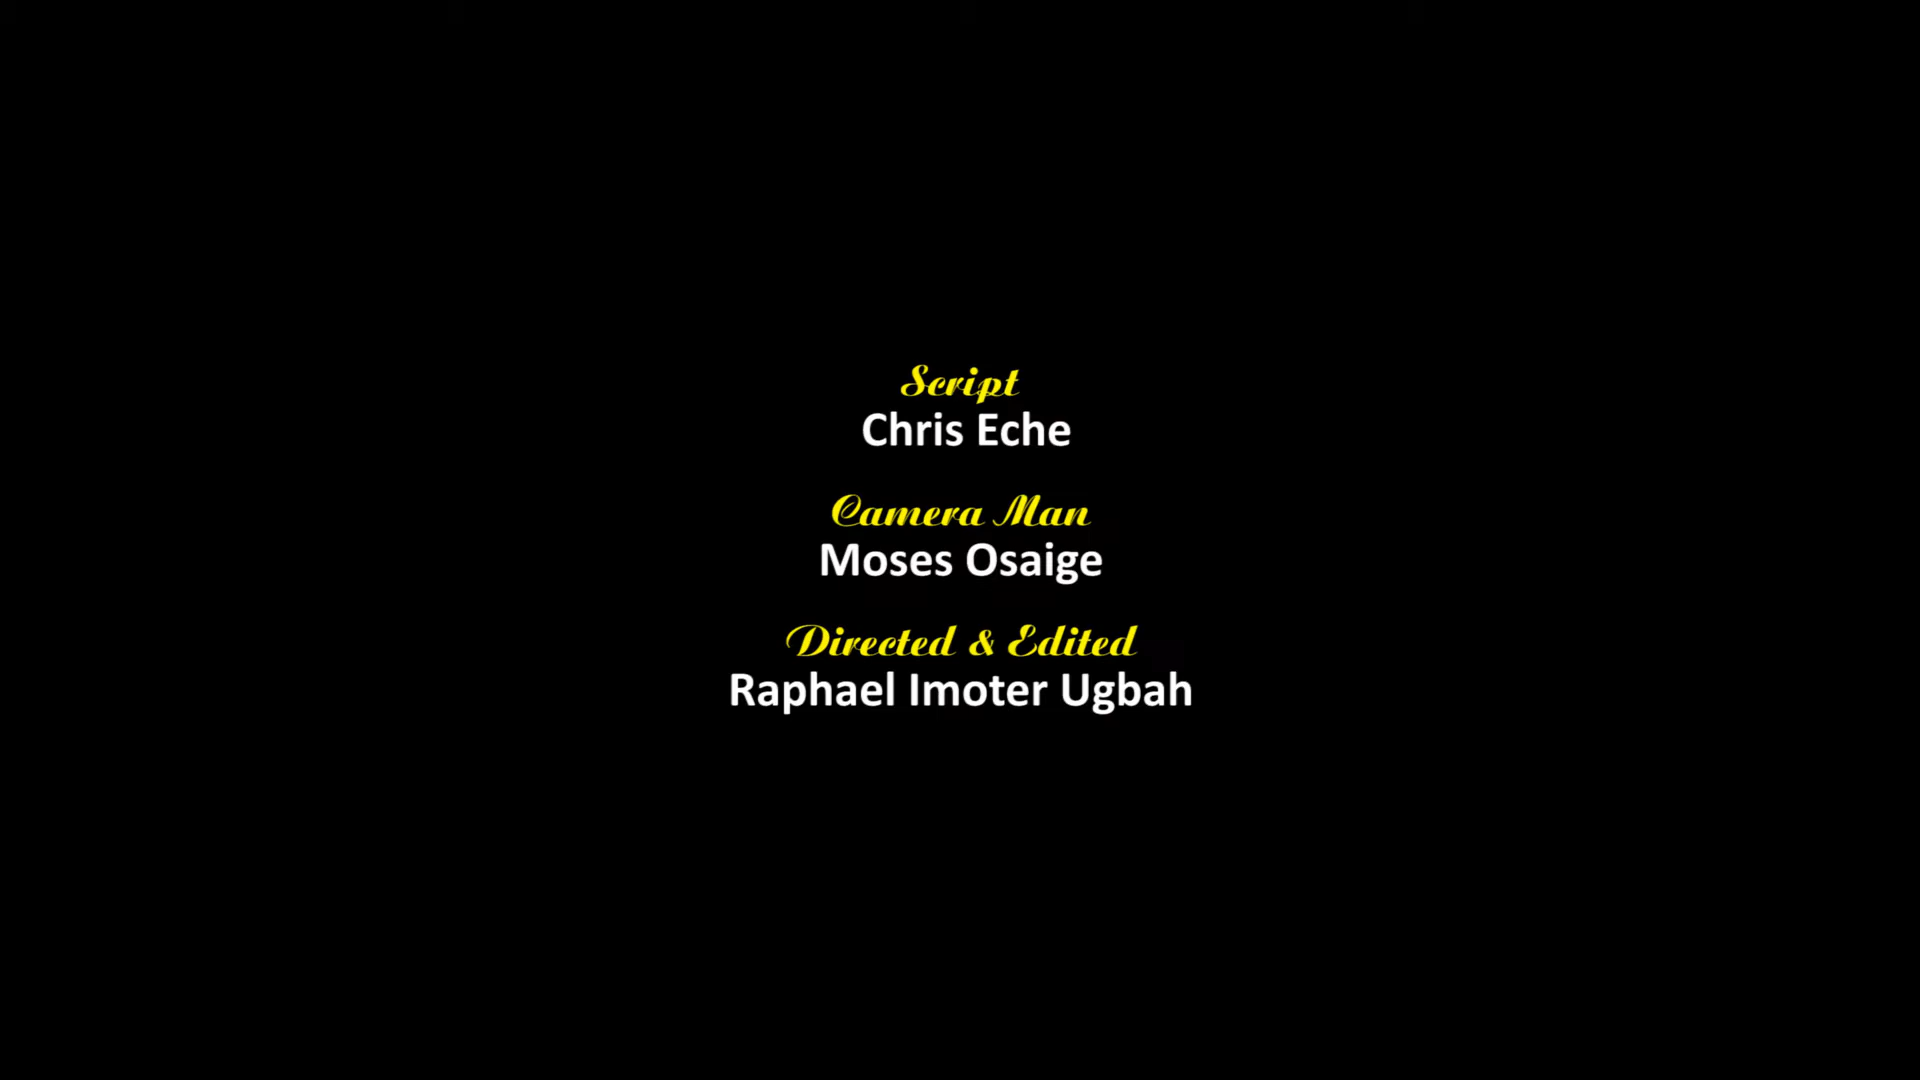 Script
Chris Eche
Camera Man
Moses Osaige
Directed & Edited
Raphael Imoter Ugbah